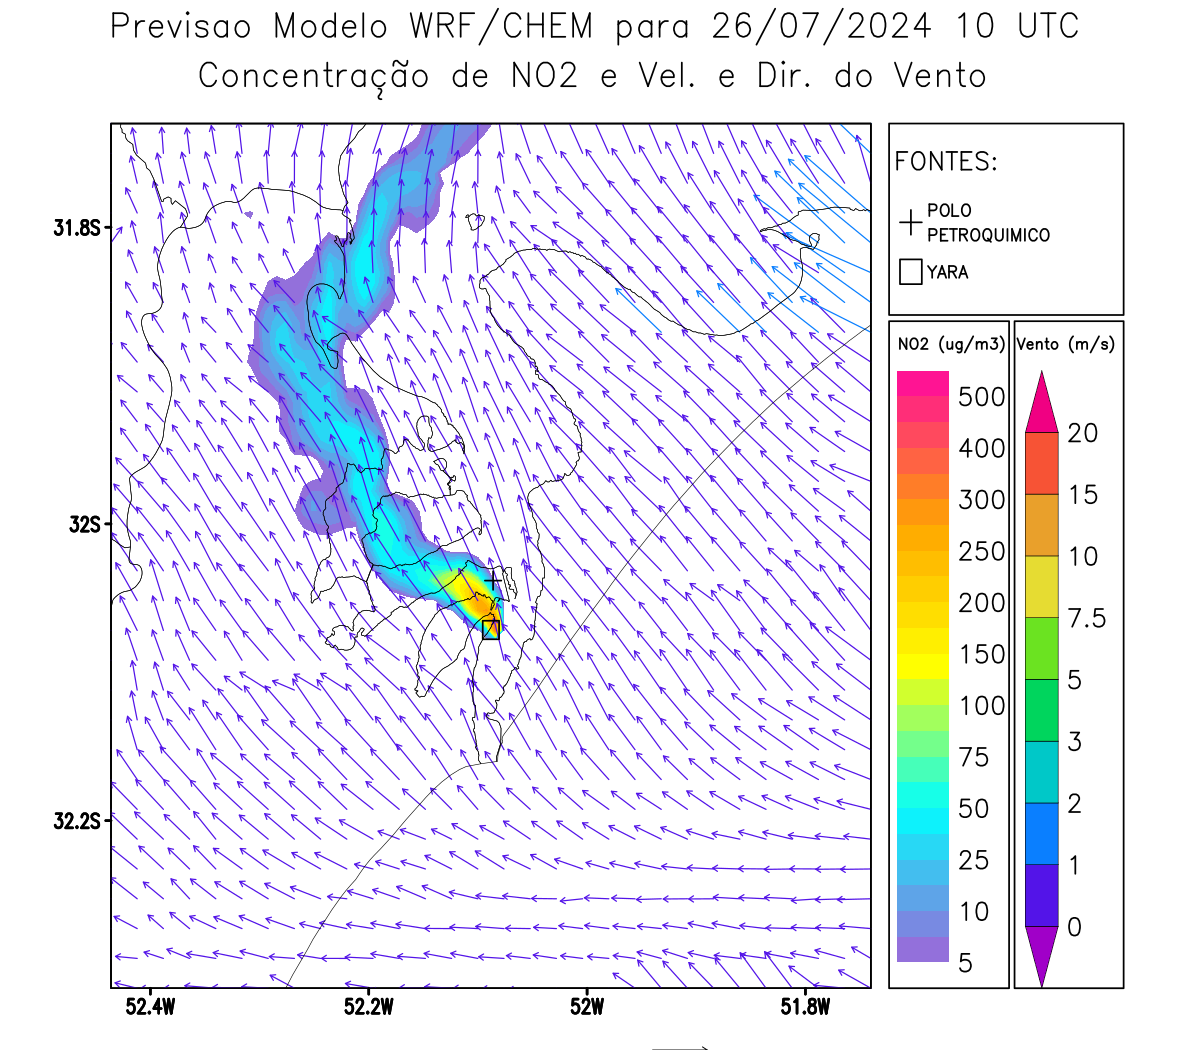 Previsao Modelo WRF/CHEM para 26/07/2024 10 UTC
Concentração de NO2 e Vel. e Dir. do Vento
FONTES:
POLO
PETROQUIMICO
YARA
NO2 (ug/m3)
500
400
300
250
200
150
100
75
50
25
10
5
Vento (m/s)
20
15
10
7.5
5
3
2
1
0
31.8S
32S
32.2S
52.4W
52.2W
52W
51.8W